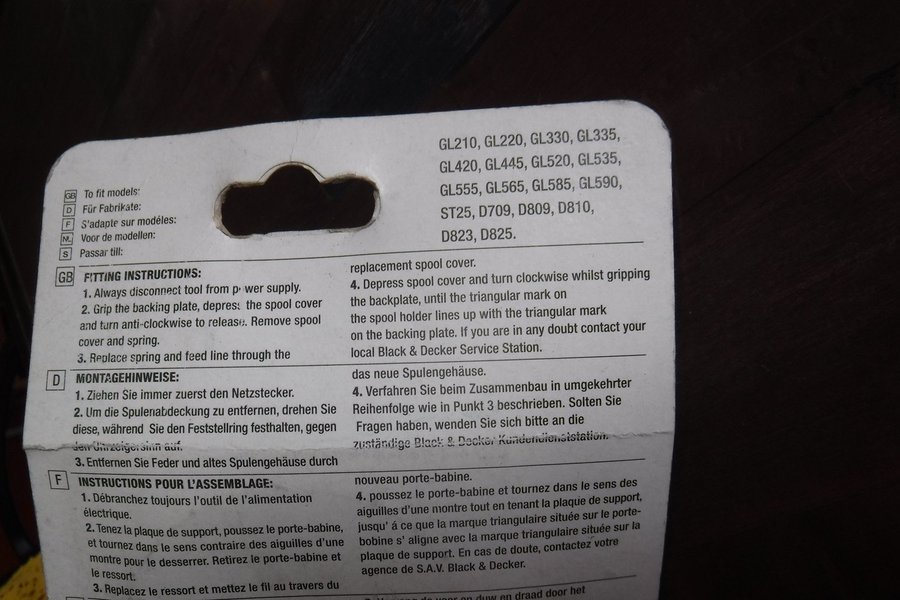 GL210, GL220, GL330, GL335,
GL420, GL445, GL520, GL535,
GL555, GL565, GL585, GL590,
ST25, D709, D809, D810,
D823, D825.
GB To fit models:
D Für Fabrikate:
F S'adapte sur modéles:
NL Voor de modellen:
S Passar till:
GB FITTING INSTRUCTIONS:
1. Always disconnect tool from power supply.
2. Grip the backing plate, depress the spool cover
and turn anti-clockwise to release. Remove spool
cover and spring.
3. Replace spring and feed line through the
replacement spool cover.
4. Depress spool cover and turn clockwise whilst gripping
the backplate, until the triangular mark on
the spool holder lines up with the triangular mark
on the backing plate. If you are in any doubt contact your
local Black & Decker Service Station.
D MONTAGEHINWEISE:
1. Ziehen Sie immer zuerst den Netzstecker.
2. Um die Spulenabdeckung zu entfernen, drehen Sie
diese, während Sie den Feststellring festhalten, gegen
den Uhrzeigersinn auf.
3. Entfernen Sie Feder und altes Spulengehäuse durch
das neue Spulengehäuse.
4. Verfahren Sie beim Zusammenbau in umgekehrter
Reihenfolge wie in Punkt 3 beschrieben. Solten Sie
Fragen haben, wenden Sie sich bitte an die
zuständige Black & Decker Kundendienststation.
F INSTRUCTIONS POUR L'ASSEMBLAGE:
1. Débranchez toujours l'outil de l'alimentation
électrique.
2. Tenez la plaque de support, poussez le porte-babine,
et tournez dans le sens contraire des aiguilles d'une
montre pour le desserrer. Retirez le porte-babine et
le ressort.
3. Replacez le ressort et mettez le fil au travers du
nouveau porte-babine.
4. poussez le porte-babine et tournez dans le sens des
aiguilles d'une montre tout en tenant la plaque de support,
jusqu' á ce que la marque triangulaire située sur le porte-
bobine s' aligne avec la marque triangulaire située sur la
plaque de support. En cas de doute, contactez votre
agence de S.A.V. Black & Decker.
en duw en draad door het